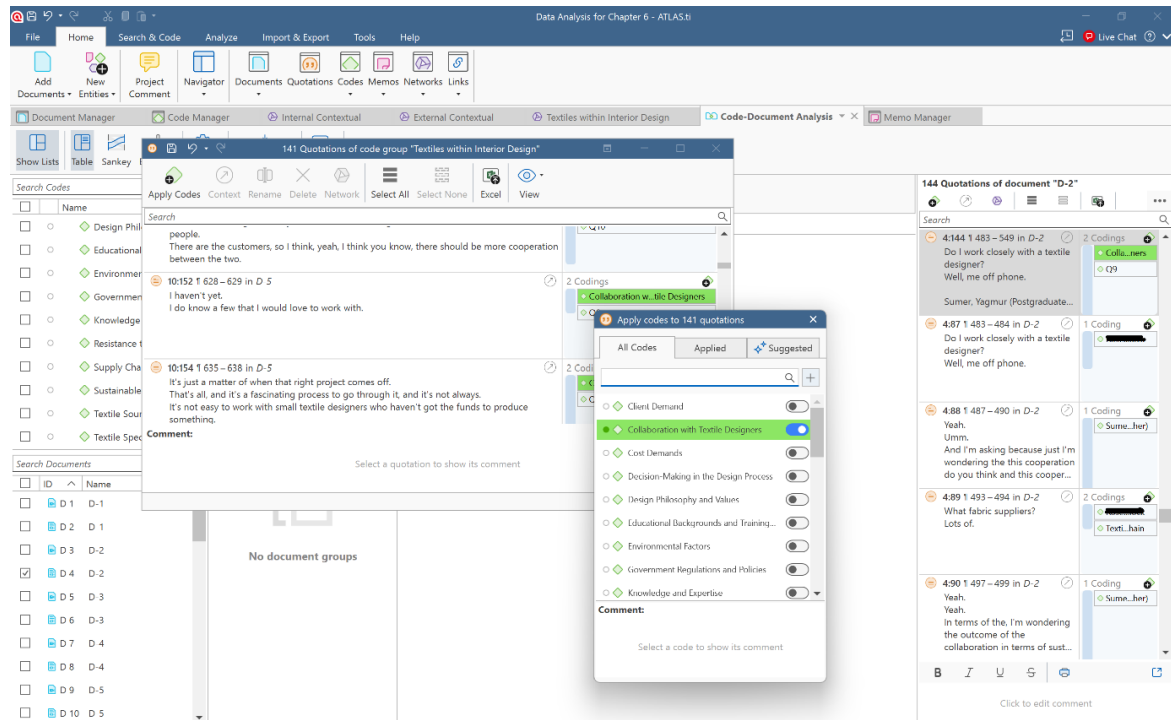 Data Analysis for Chapter 6 - ATLAS.ti
File Home Search & Code Analyze Import & Export Tools Help
Live Chat
Add Documents
New Entities
Project Comment
Navigator
Documents Quotations Codes Memos Networks Links
Document Manager Code Manager Internal Contextual External Contextual Textiles within Interior Design Code-Document Analysis Memo Manager
Show Lists Table Sankey
Search Codes
Name
Design Phil
Educational
Environmen
Governmen
Knowledge
Resistance t
Supply Cha
Sustainable
Textile Sour
Textile Spec
Search Documents
ID Name
D 1 D-1
D 2 D 1
D 3 D-2
D 4 D-2
D 5 D-3
D 6 D-3
D 7 D 4
D 8 D-4
D 9 D-5
D 10 D 5
No document groups
141 Quotations of code group "Textiles within Interior Design"
Apply Codes Context Rename Delete Network Select All Select None Excel View
Search
people.
There are the customers, so I think, yeah, I think you know, there should be more cooperation
between the two.
Q10
10:152 ¶ 628 – 629 in D 5
I haven't yet.
I do know a few that I would love to work with.
2 Codings
Collaboration w...tile Designers
10:154 ¶ 635 – 638 in D-5
It's just a matter of when that right project comes off.
That's all, and it's a fascinating process to go through it, and it's not always.
It's not easy to work with small textile designers who haven't got the funds to produce
something.
2 Codi
Comment:
Select a quotation to show its comment
Apply codes to 141 quotations
All Codes Applied Suggested
Client Demand
Collaboration with Textile Designers
Cost Demands
Decision-Making in the Design Process
Design Philosophy and Values
Educational Backgrounds and Training...
Environmental Factors
Government Regulations and Policies
Knowledge and Expertise
Comment:
Select a code to show its comment
144 Quotations of document "D-2"
Search
4:144 ¶ 483 – 549 in D-2
Do I work closely with a textile
designer?
Well, me off phone.
Sumer, Yagmur (Postgraduate...
2 Codings
Colla...ners
Q9
4:87 ¶ 483 – 484 in D-2
Do I work closely with a textile
designer?
Well, me off phone.
1 Coding
4:88 ¶ 487 – 490 in D-2
Yeah.
Umm.
And I'm asking because just I'm
wondering the this cooperation
do you think and this cooper...
1 Coding
Sume...her)
4:89 ¶ 493 – 494 in D-2
What fabric suppliers?
Lots of.
2 Codings
Texti...hain
4:90 ¶ 497 – 499 in D-2
Yeah.
Yeah.
In terms of the, I'm wondering
the outcome of the
collaboration in terms of sust...
1 Coding
Sume...her)
B I U S
Click to edit comment